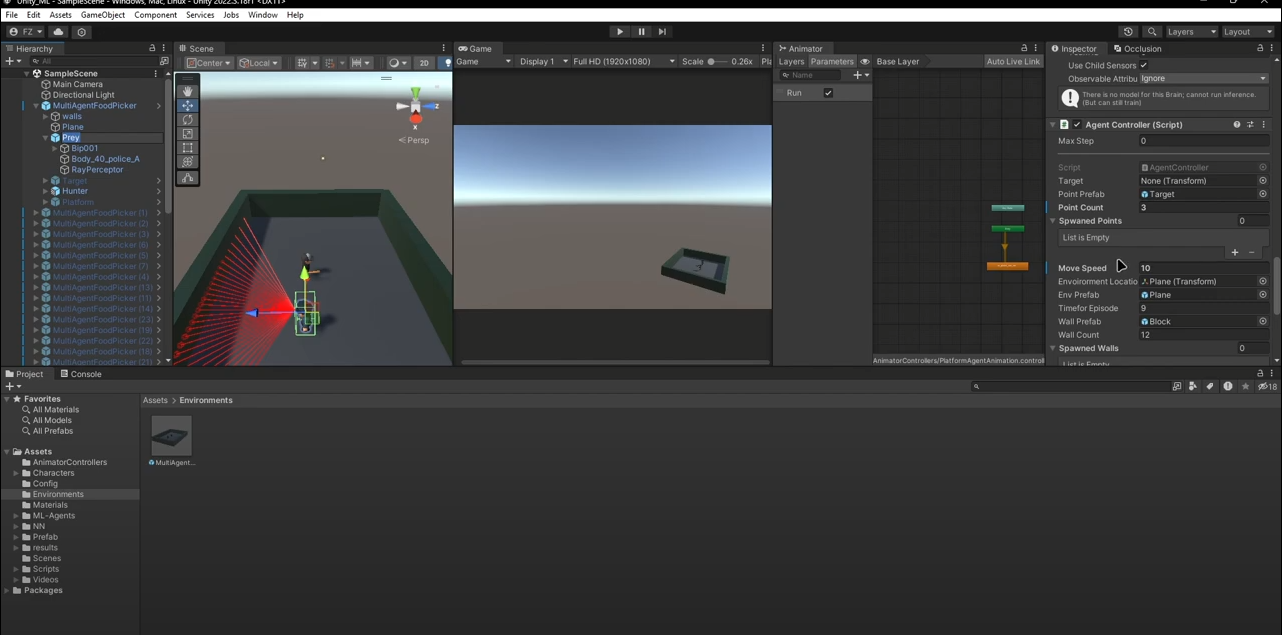 Unity_ML - SampleScene - Windows, Mac, Linux - Unity 2022.3.18f1 <DX11>
File Edit Assets GameObject Component Services Jobs Window Help
FZ
Layers Layout
Hierarchy
All
SampleScene
Main Camera
Directional Light
MultiAgentFoodPicker
walls
Plane
Prey
Bip001
Body_40_police_A
RayPerceptor
Target
Hunter
Platform
MultiAgentFoodPicker (1)
MultiAgentFoodPicker (2)
MultiAgentFoodPicker (3)
MultiAgentFoodPicker (6)
MultiAgentFoodPicker (5)
MultiAgentFoodPicker (7)
MultiAgentFoodPicker (4)
MultiAgentFoodPicker (13)
MultiAgentFoodPicker (11)
MultiAgentFoodPicker (14)
MultiAgentFoodPicker (23)
MultiAgentFoodPicker (19)
MultiAgentFoodPicker (22)
MultiAgentFoodPicker (16)
MultiAgentFoodPicker (21)
Scene
Center Local 2D
y
z
x
< Persp
Game
Game Display 1 Full HD (1920x1080) Scale 0.26x Pla
Animator
Layers Parameters Base Layer Auto Live Link
Name
Run
AnimatorControllers/PlatformAgentAnimation.controll
Inspector Occlusion
Use Child Sensors
Observable Attribu Ignore
There is no model for this Brain; cannot run inference.
(But can still train)
Agent Controller (Script)
Max Step 0
Script AgentController
Target None (Transform)
Point Prefab Target
Point Count 3
Spwaned Points 0
List is Empty
Move Speed 10
Envoirment Locatio Plane (Transform)
Env Prefab Plane
Timefor Episode 9
Wall Prefab Block
Wall Count 12
Spawned Walls 0
List is Empty
Project Console
18
Favorites
All Materials
All Models
All Prefabs
Assets
AnimatorControllers
Characters
Config
Environments
Materials
ML-Agents
NN
Prefab
results
Scenes
Scripts
Videos
Packages
Assets > Environments
MultiAgent...